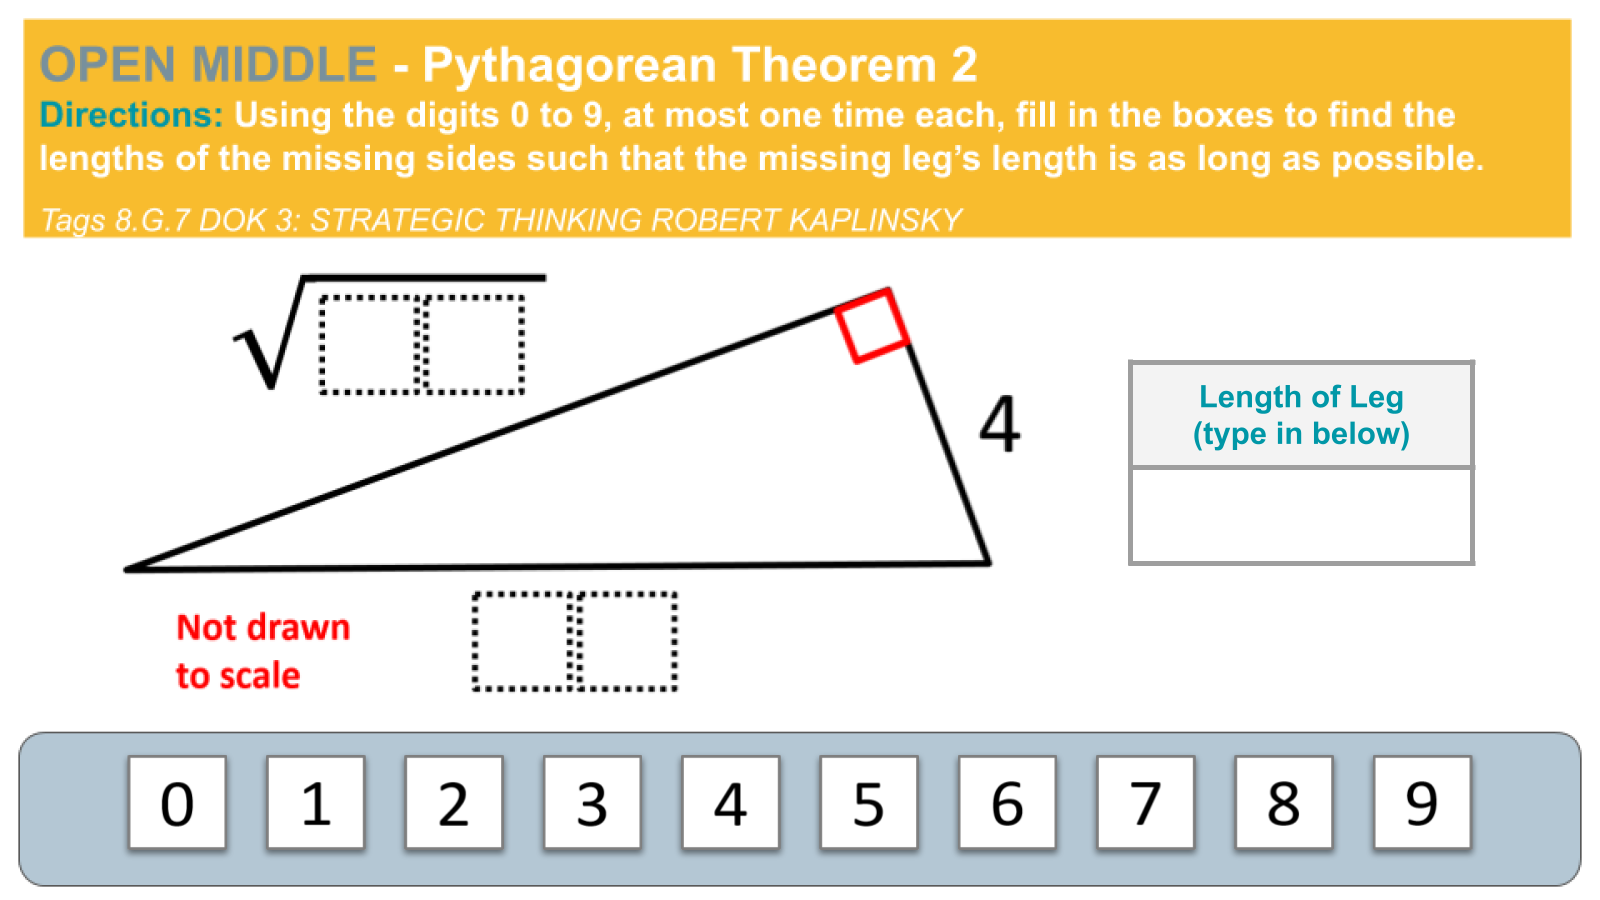 OPEN MIDDLE - Pythagorean Theorem 2
Directions: Using the digits 0 to 9, at most one time each, fill in the boxes to find the
lengths of the missing sides such that the missing leg’s length is as long as possible.
Tags 8.G.7 DOK 3: STRATEGIC THINKING ROBERT KAPLINSKY
√
4
Length of Leg
(type in below)
Not drawn
to scale
0 1 2 3 4 5 6 7 8 9